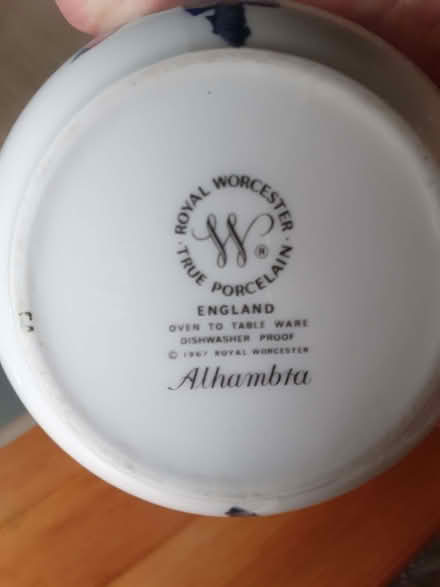 · ROYAL WORCESTER ·
TRUE PORCELAIN
W ®
ENGLAND
OVEN TO TABLE WARE
DISHWASHER PROOF
© 1967 ROYAL WORCESTER
Alhambra